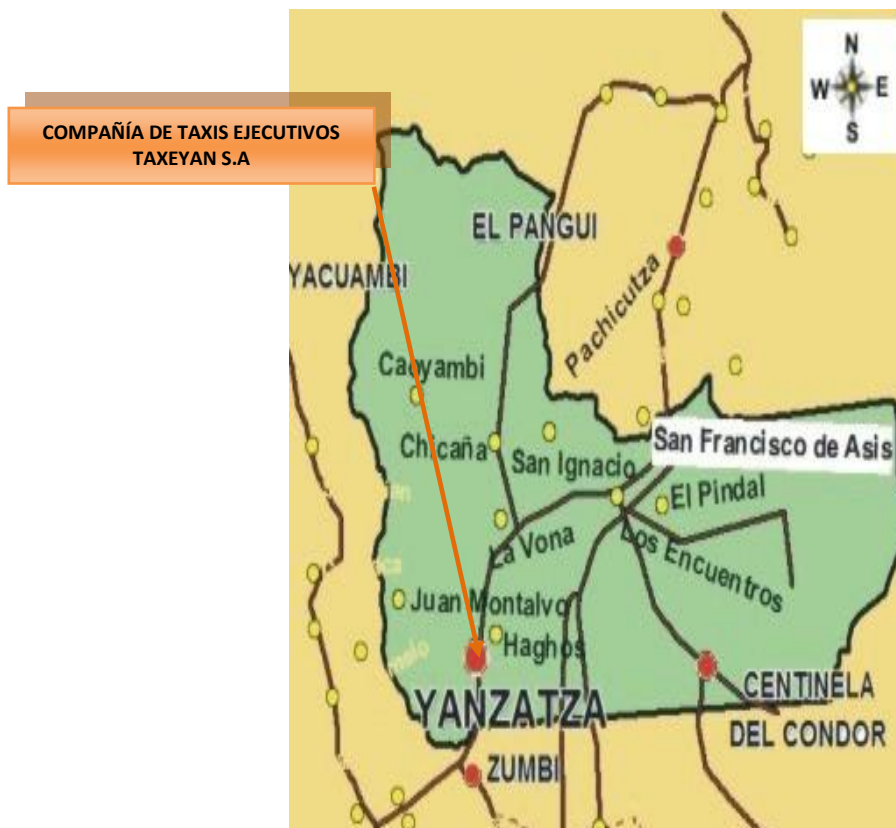 COMPAÑÍA DE TAXIS EJECUTIVOS
TAXEYAN S.A
N
W E
S
EL PANGUI
YACUAMBI
Pachicutza
Caoyambi
Chicaña
San Ignacio
San Francisco de Asis
El Pindal
La Vona
Los Encuentros
Juan Montalvo
Haghos
YANZATZA
CENTINELA
DEL CONDOR
ZUMBI